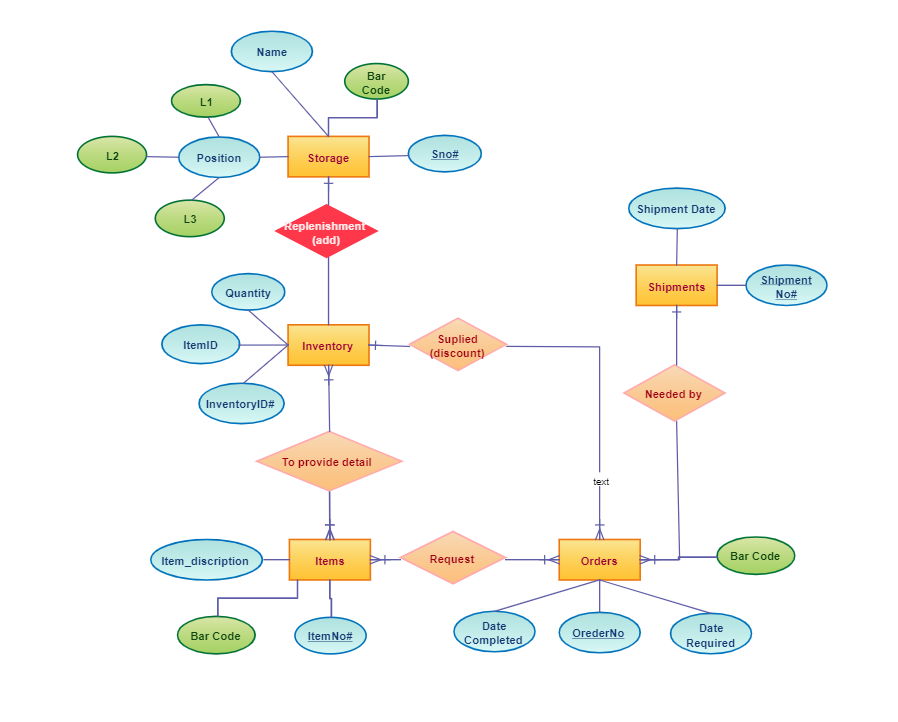 Name
Bar
Code
L1
L2
Position
Storage
Sno#
L3
Replenishment
(add)
Shipment Date
Shipments
Shipment
No#
Quantity
ItemID
Inventory
Suplied
(discount)
InventoryID#
Needed by
To provide detail
text
Item_discription
Items
Request
Orders
Bar Code
Bar Code
ItemNo#
Date
Completed
OrederNo
Date
Required